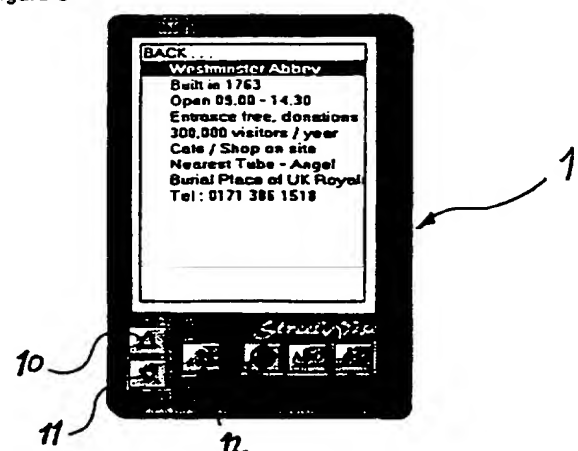 BACK...
Westminster Abbey
Built in 1763
Open 09.00 - 14.30
Entrance free, donations
300,000 visitors / year
Cafe / Shop on site
Nearest Tube - Angel
Burial Place of UK Royal
Tel : 0171 386 1518
1
10
11
12